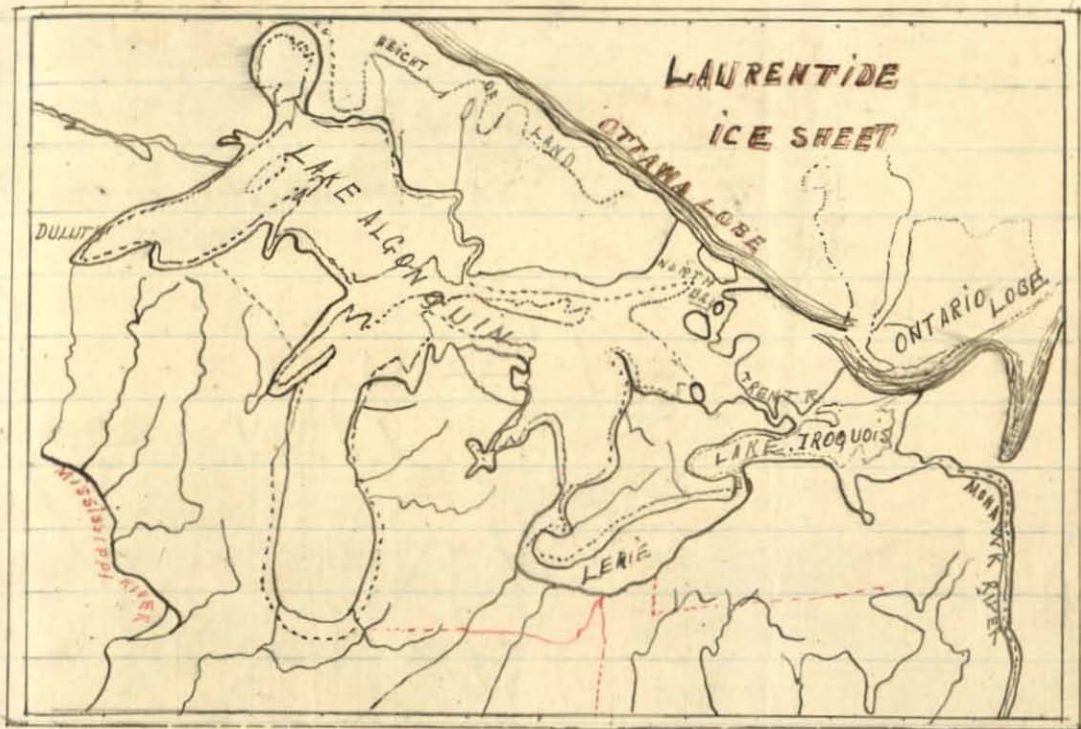 HEIGHT
OF
LAND
LAURENTIDE
ICE SHEET
OTTAWA LOBE
LAKE ALGONQUIN
DULUTH
NORTH
BAY
ONTARIO LOBE
TRENT R.
LAKE IROQUOIS
MISSISSIPPI
RIVER
L ERIE
MOHAWK RIVER